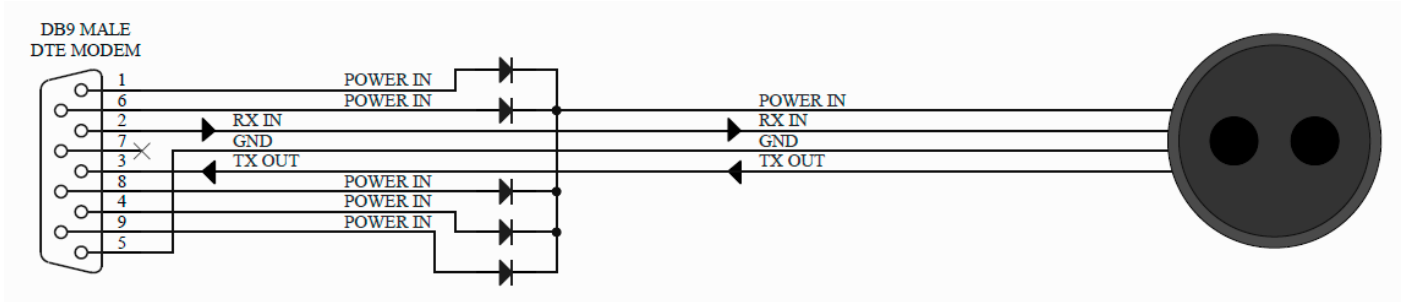 DB9 MALE
DTE MODEM
1 POWER IN
6 POWER IN POWER IN
2 RX IN RX IN
7 GND GND
3 TX OUT TX OUT
8 POWER IN
4 POWER IN
9 POWER IN
5